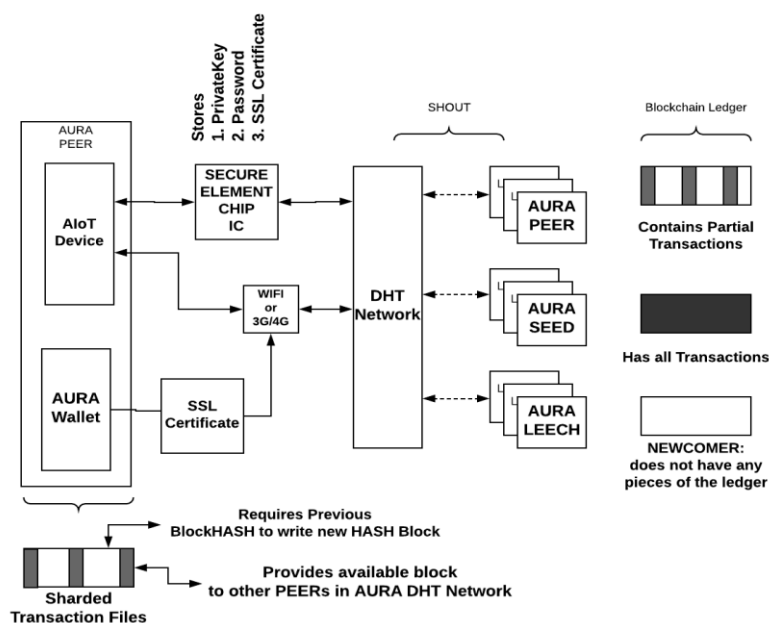 Stores
1. PrivateKey
2. Password
3. SSL Certificate
SHOUT
Blockchain Ledger
AURA
PEER
AIoT
Device
SECURE
ELEMENT
CHIP
IC
WIFI
or
3G/4G
AURA
Wallet
SSL
Certificate
DHT
Network
AURA
PEER
AURA
SEED
AURA
LEECH
Contains Partial
Transactions
Has all Transactions
NEWCOMER:
does not have any
pieces of the ledger
Requires Previous
BlockHASH to write new HASH Block
Provides available block
to other PEERs in AURA DHT Network
Sharded
Transaction Files